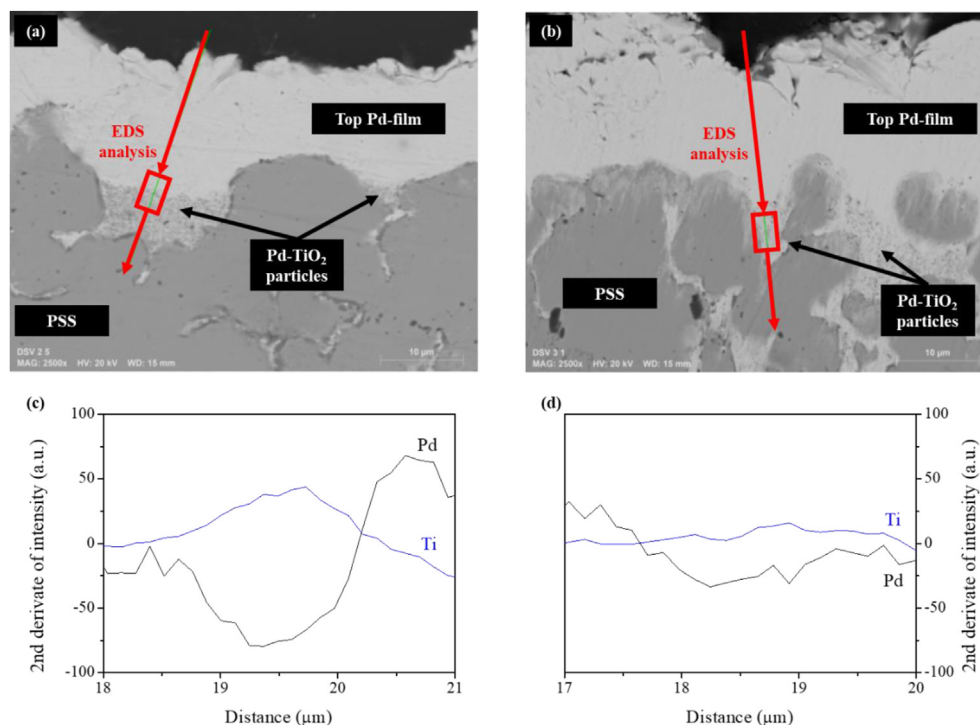 (a)
Top Pd-film
EDS
analysis
Pd-TiO2
particles
PSS
DSV 2 5
MAG: 2500x HV: 20 kV WD: 15 mm
10 µm
(b)
Top Pd-film
EDS
analysis
Pd-TiO2
particles
PSS
DSV 3 1
MAG: 2500x HV: 20 kV WD: 15 mm
10 µm
(c)
100
50
0
-50
-100
2nd derivate of intensity (a.u.)
Pd
Ti
18 19 20 21
Distance (µm)
(d)
100
50
0
-50
-100
2nd derivate of intensity (a.u.)
Ti
Pd
17 18 19 20
Distance (µm)